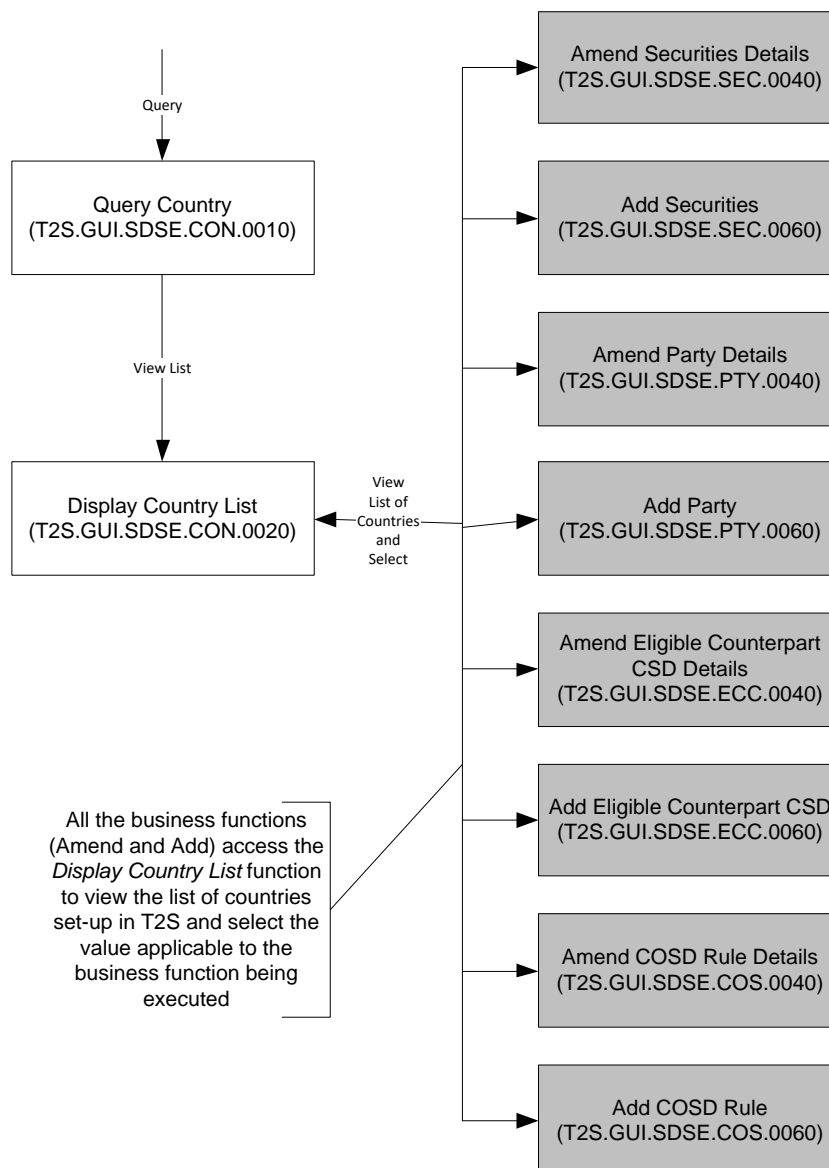 Query
Query Country
(T2S.GUI.SDSE.CON.0010)
View List
Display Country List
(T2S.GUI.SDSE.CON.0020)
View
List of
Countries
and
Select
All the business functions
(Amend and Add) access the
Display Country List function
to view the list of countries
set-up in T2S and select the
value applicable to the
business function being
executed
Amend Securities Details
(T2S.GUI.SDSE.SEC.0040)
Add Securities
(T2S.GUI.SDSE.SEC.0060)
Amend Party Details
(T2S.GUI.SDSE.PTY.0040)
Add Party
(T2S.GUI.SDSE.PTY.0060)
Amend Eligible Counterpart
CSD Details
(T2S.GUI.SDSE.ECC.0040)
Add Eligible Counterpart CSD
(T2S.GUI.SDSE.ECC.0060)
Amend COSD Rule Details
(T2S.GUI.SDSE.COS.0040)
Add COSD Rule
(T2S.GUI.SDSE.COS.0060)